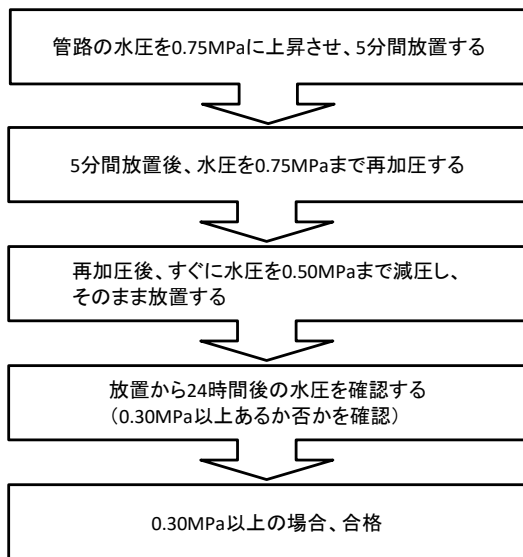 管路の水圧を0.75MPaに上昇させ、5分間放置する
5分間放置後、水圧を0.75MPaまで再加圧する
再加圧後、すぐに水圧を0.50MPaまで減圧し、
そのまま放置する
放置から24時間後の水圧を確認する
（0.30MPa以上あるか否かを確認）
0.30MPa以上の場合、合格